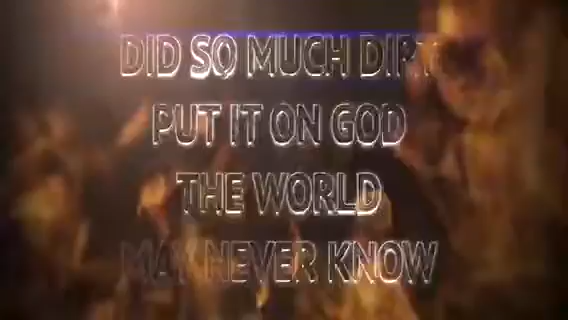 DID SO MUCH DIRT
PUT IT ON GOD
THE WORLD
MAY NEVER KNOW